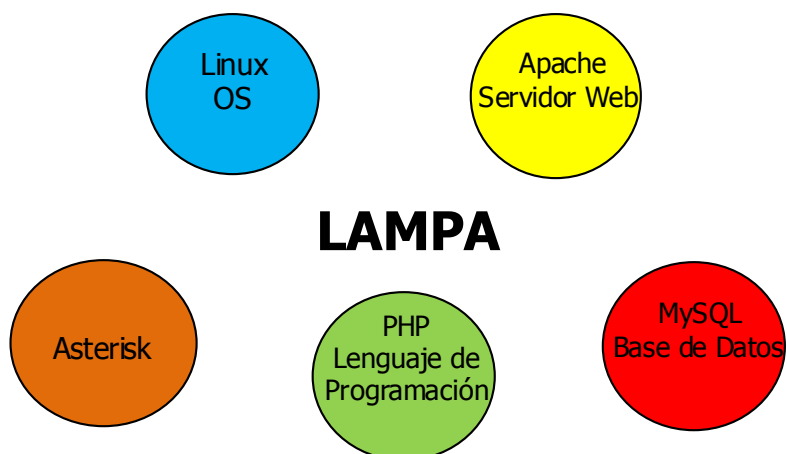 Linux
OS
Apache
Servidor Web
LAMPA
Asterisk
PHP
Lenguaje de
Programación
MySQL
Base de Datos